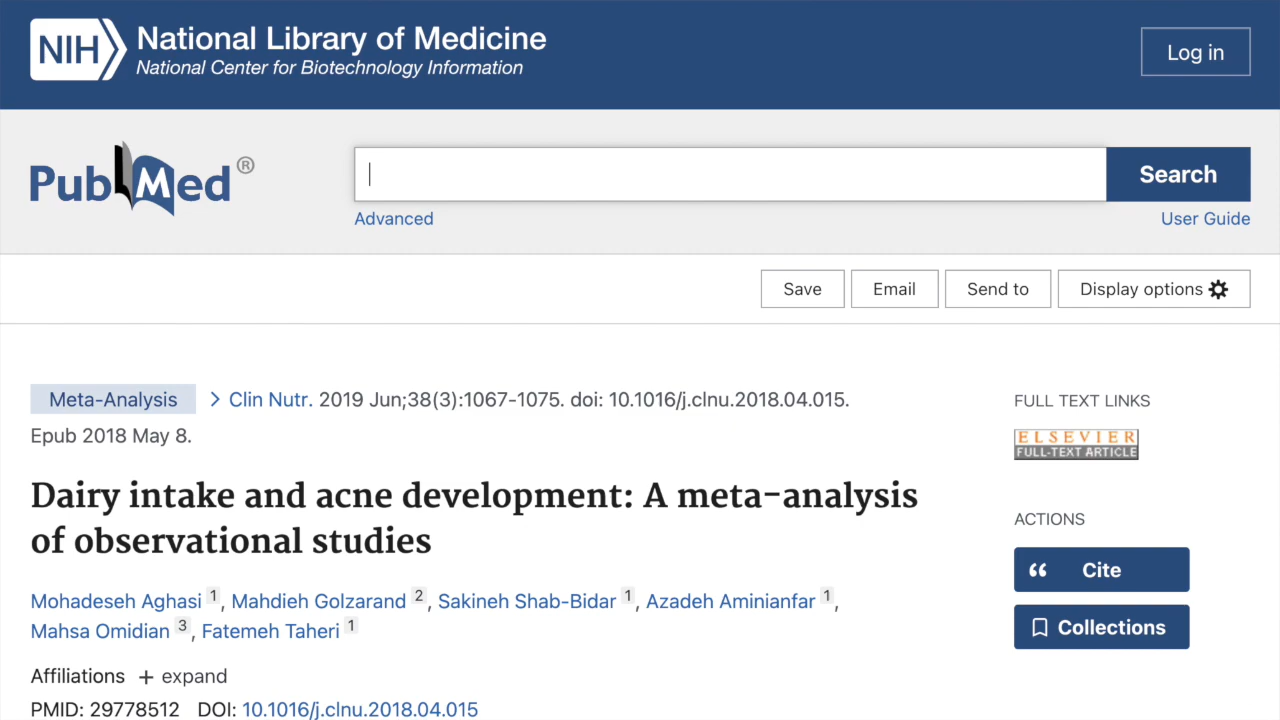 NIH
National Library of Medicine
National Center for Biotechnology Information
Log in
PubMed®
Search
Advanced
User Guide
Save
Email
Send to
Display options
Meta-Analysis
Clin Nutr. 2019 Jun;38(3):1067-1075. doi: 10.1016/j.clnu.2018.04.015.
Epub 2018 May 8.
Dairy intake and acne development: A meta-analysis
of observational studies
Mohadeseh Aghasi 1, Mahdieh Golzarand 2, Sakineh Shab-Bidar 1, Azadeh Aminianfar 1,
Mahsa Omidian 3, Fatemeh Taheri 1
Affiliations + expand
PMID: 29778512 DOI: 10.1016/j.clnu.2018.04.015
FULL TEXT LINKS
ELSEVIER
FULL-TEXT ARTICLE
ACTIONS
Cite
Collections